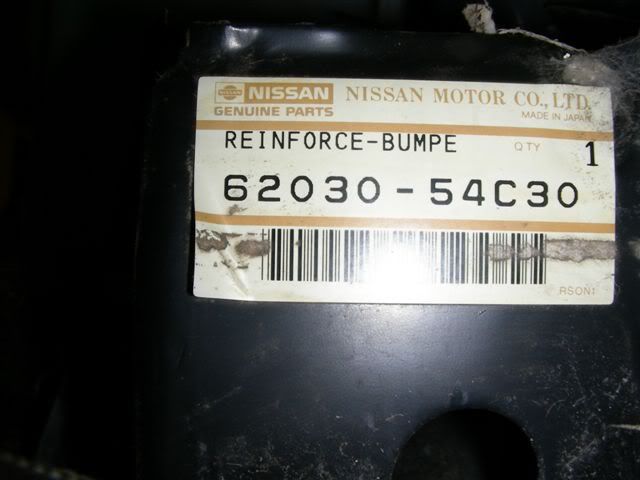 NISSAN
GENUINE PARTS
NISSAN MOTOR CO., LTD.
MADE IN JAPAN
REINFORCE-BUMPE QTY 1
62030-54C30
RSON1